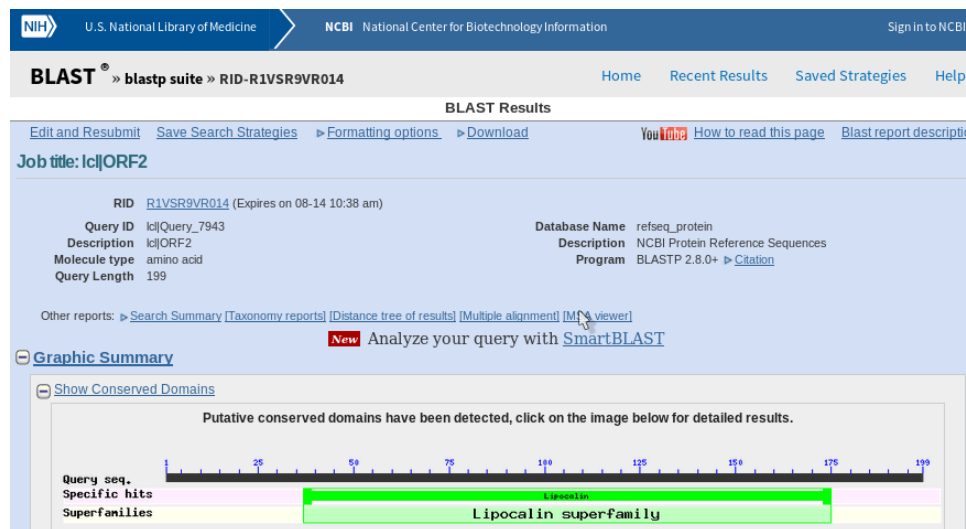 NIH U.S. National Library of Medicine NCBI National Center for Biotechnology Information Sign in to NCBI
BLAST ® » blastp suite » RID-R1VSR9VR014 Home Recent Results Saved Strategies Help
BLAST Results
Edit and Resubmit Save Search Strategies ▹Formatting options ▹Download YouTube How to read this page Blast report descriptio
Job title: lcl|ORF2
RID R1VSR9VR014 (Expires on 08-14 10:38 am)
Query ID lcl|Query_7943 Database Name refseq_protein
Description lcl|ORF2 Description NCBI Protein Reference Sequences
Molecule type amino acid Program BLASTP 2.8.0+ ▹Citation
Query Length 199
Other reports: ▹Search Summary [Taxonomy reports] [Distance tree of results] [Multiple alignment] [MSA viewer]
New Analyze your query with SmartBLAST
Graphic Summary
Show Conserved Domains
Putative conserved domains have been detected, click on the image below for detailed results.
1 25 50 75 100 125 150 175 199
Query seq.
Specific hits Lipocalin
Superfamilies Lipocalin superfamily